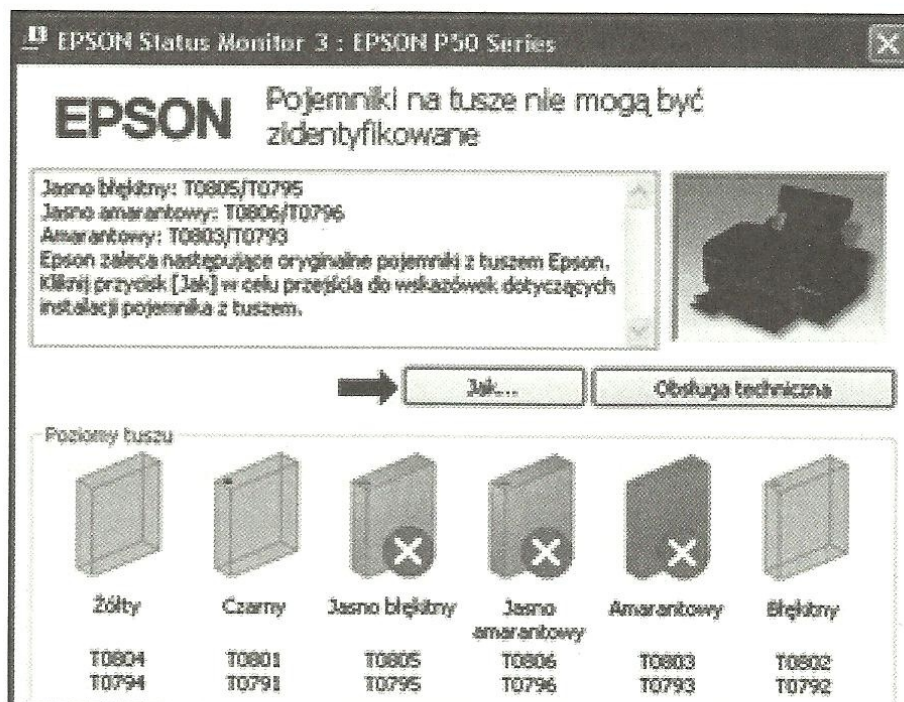 EPSON Status Monitor 3 : EPSON P50 Series
EPSON
Pojemniki na tusze nie mogą być
zidentyfikowane
Jasno błękitny: T0805/T0795
Jasno amarantowy: T0806/T0796
Amarantowy: T0803/T0793
Epson zaleca następujące oryginalne pojemniki z tuszem Epson.
Kliknij przycisk [Jak] w celu przejścia do wskazówek dotyczących
instalacji pojemnika z tuszem.
Jak...
Obsługa techniczna
Poziomy tuszu
Żółty
Czarny
Jasno błękitny
Jasno
amarantowy
Amarantowy
Błękitny
T0804
T0801
T0805
T0806
T0803
T0802
T0794
T0791
T0795
T0796
T0793
T0792